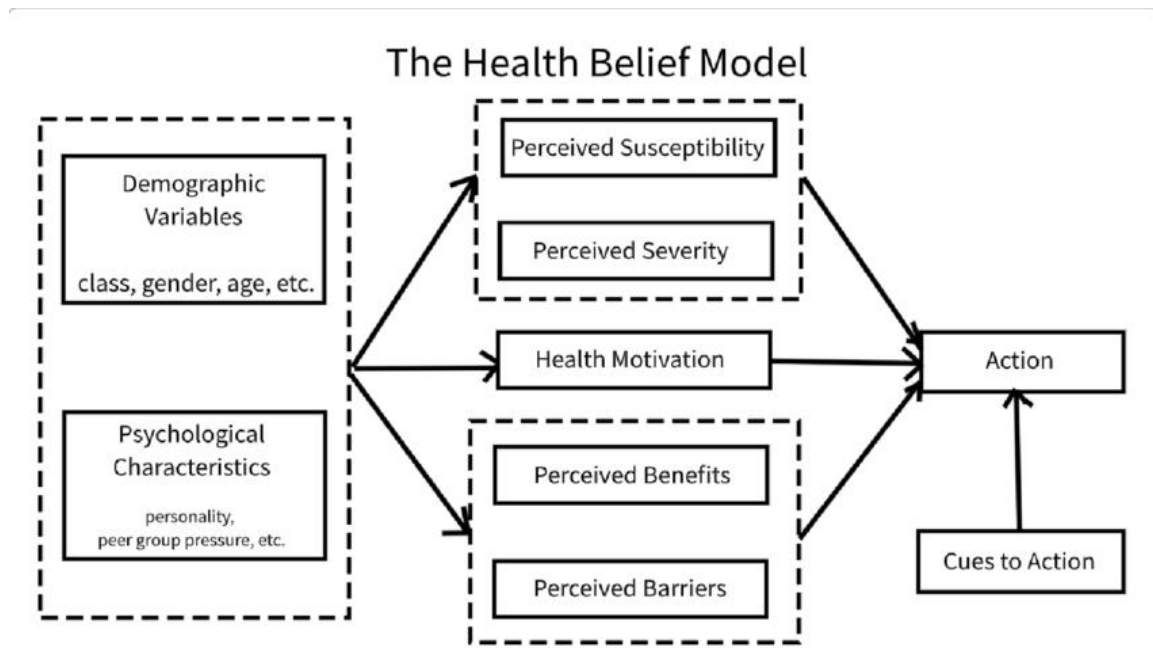 The Health Belief Model
Demographic
Variables
class, gender, age, etc.
Psychological
Characteristics
personality,
peer group pressure, etc.
Perceived Susceptibility
Perceived Severity
Health Motivation
Perceived Benefits
Perceived Barriers
Action
Cues to Action